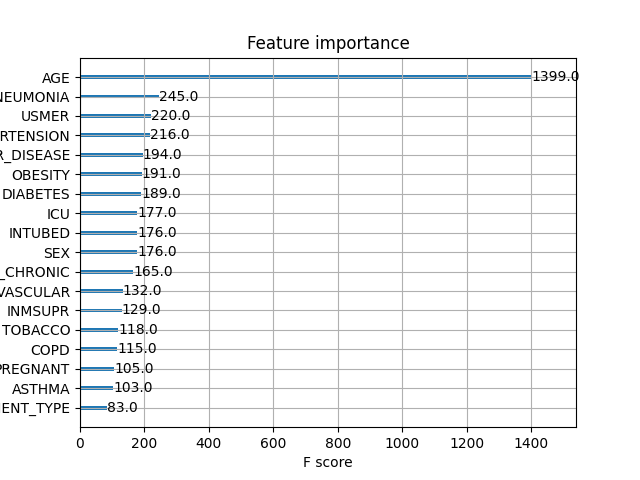 Feature importance
AGE 1399.0
NEUMONIA 245.0
USMER 220.0
RTENSION 216.0
R_DISEASE 194.0
OBESITY 191.0
DIABETES 189.0
ICU 177.0
INTUBED 176.0
SEX 176.0
_CHRONIC 165.0
VASCULAR 132.0
INMSUPR 129.0
TOBACCO 118.0
COPD 115.0
PREGNANT 105.0
ASTHMA 103.0
ENT_TYPE 83.0
0 200 400 600 800 1000 1200 1400
F score